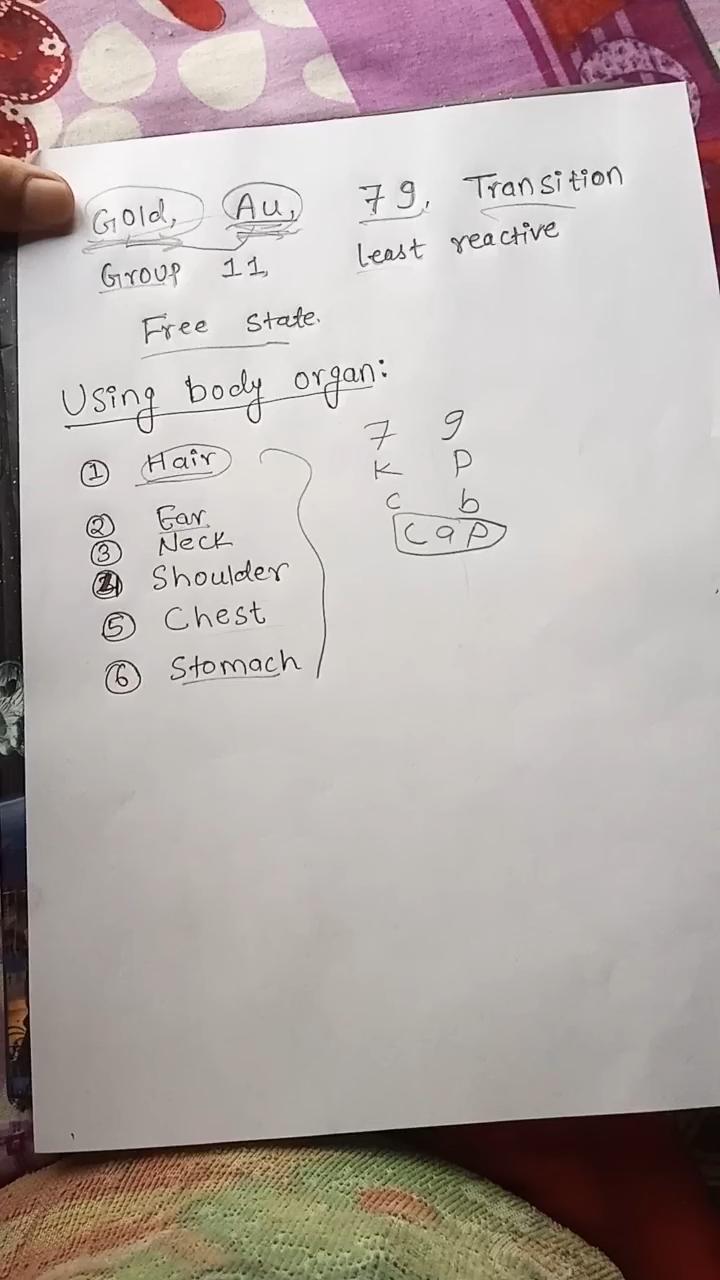 Gold, Au, 79, Transition
Group 11, least reactive
Free state.
Using body organ:
① Hair
② Ear
③ Neck
④ Shoulder
⑤ Chest
⑥ Stomach
7 9
K P
c b
Cap